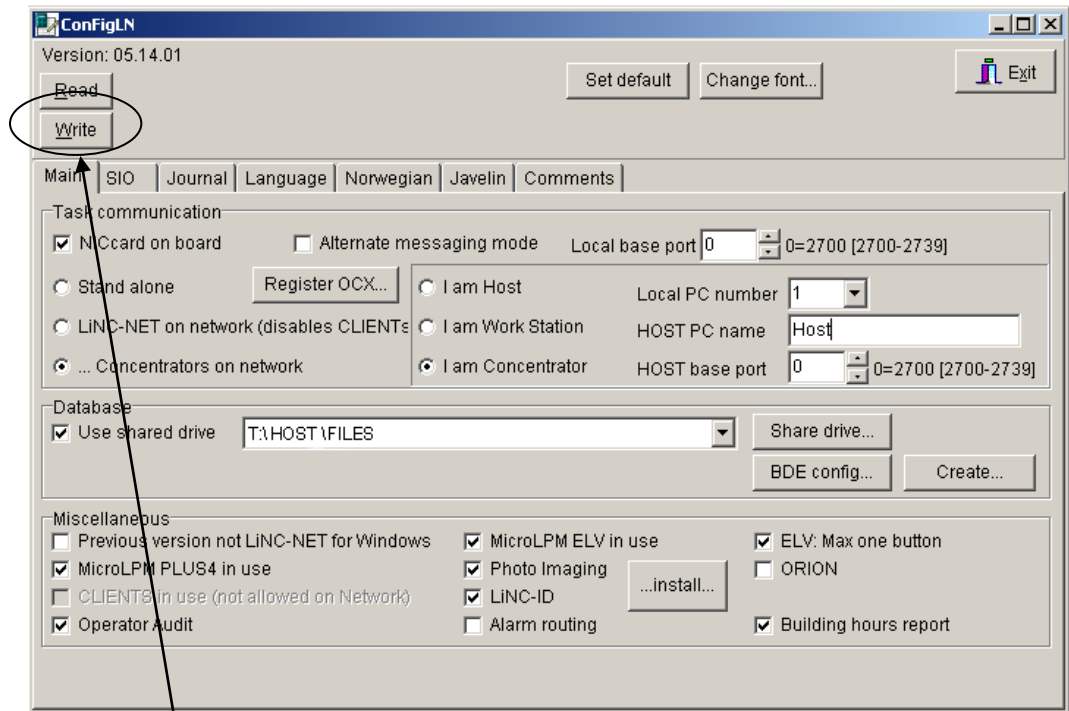 ConFigLN
Version: 05.14.01
Read
Set default Change font... Exit
Write
Main SIO Journal Language Norwegian Javelin Comments
Task communication
NiCcard on board Alternate messaging mode Local base port 0 0=2700 [2700-2739]
Stand alone Register OCX... I am Host Local PC number 1
LiNC-NET on network (disables CLIENTs I am Work Station HOST PC name Host
... Concentrators on network I am Concentrator HOST base port 0 0=2700 [2700-2739]
Database
Use shared drive T:\HOST\FILES Share drive...
BDE config... Create...
Miscellaneous
Previous version not LiNC-NET for Windows MicroLPM ELV in use ELV: Max one button
MicroLPM PLUS4 in use Photo Imaging ...install... ORION
CLIENTS in use (not allowed on Network) LiNC-ID
Operator Audit Alarm routing Building hours report